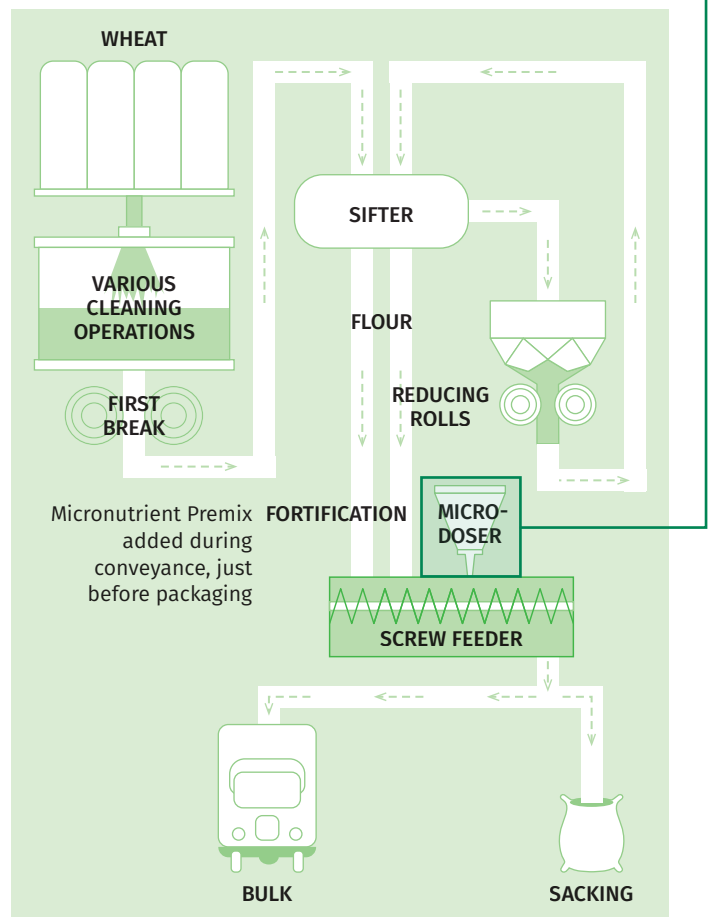 WHEAT
VARIOUS
CLEANING
OPERATIONS
FIRST
BREAK
SIFTER
FLOUR
REDUCING
ROLLS
Micronutrient Premix
added during
conveyance, just
before packaging
FORTIFICATION
MICRO-
DOSER
SCREW FEEDER
BULK
SACKING